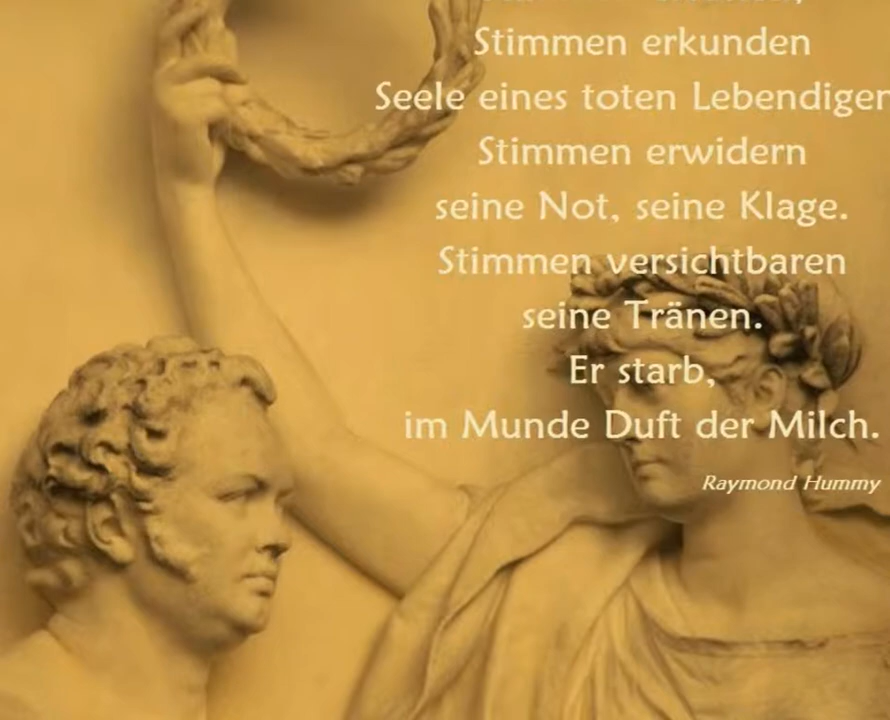 Stimmen erkunden
Seele eines toten Lebendigen
Stimmen erwidern
seine Not, seine Klage.
Stimmen versichtbaren
seine Tränen.
Er starb,
im Munde Duft der Milch.
Raymond Hummy